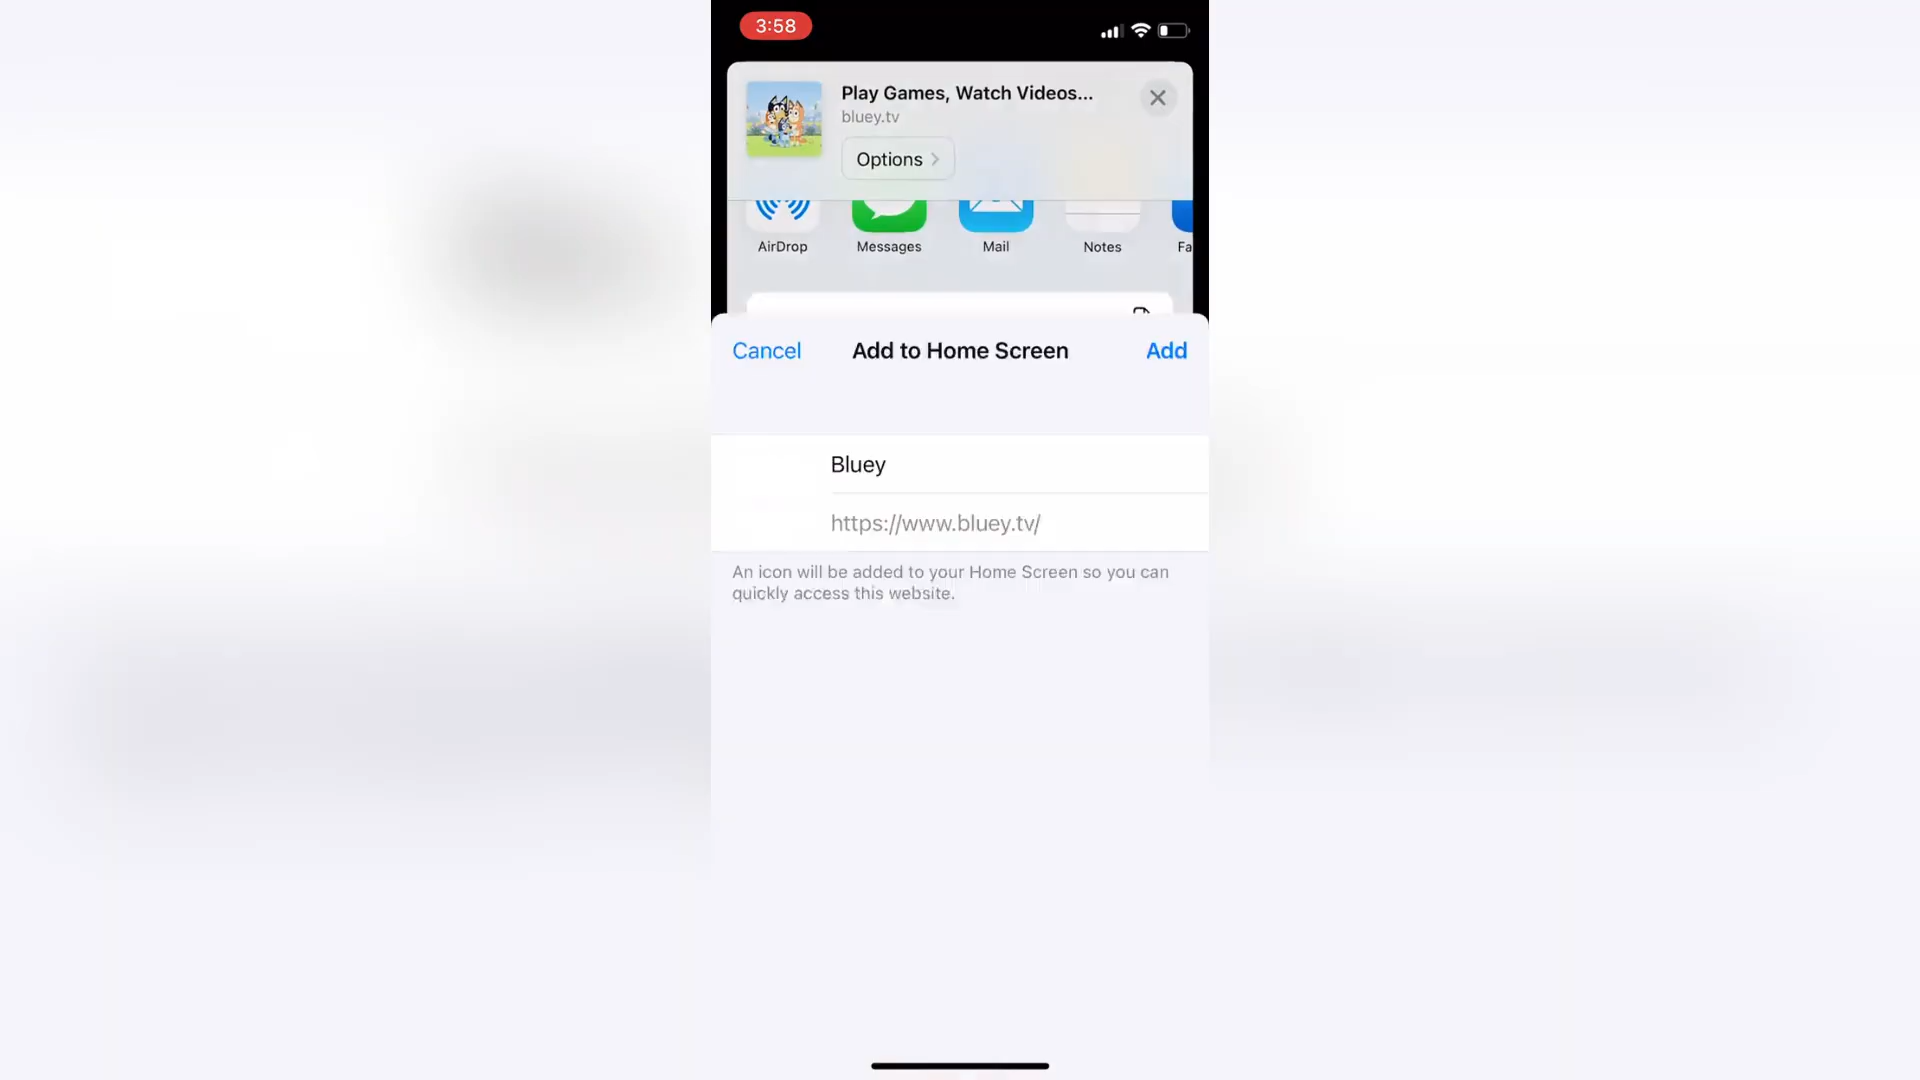 3:58
Play Games, Watch Videos...
bluey.tv
Options
AirDrop
Messages
Mail
Notes
Fa
Cancel
Add to Home Screen
Add
Bluey
https://www.bluey.tv/
An icon will be added to your Home Screen so you can
quickly access this website.